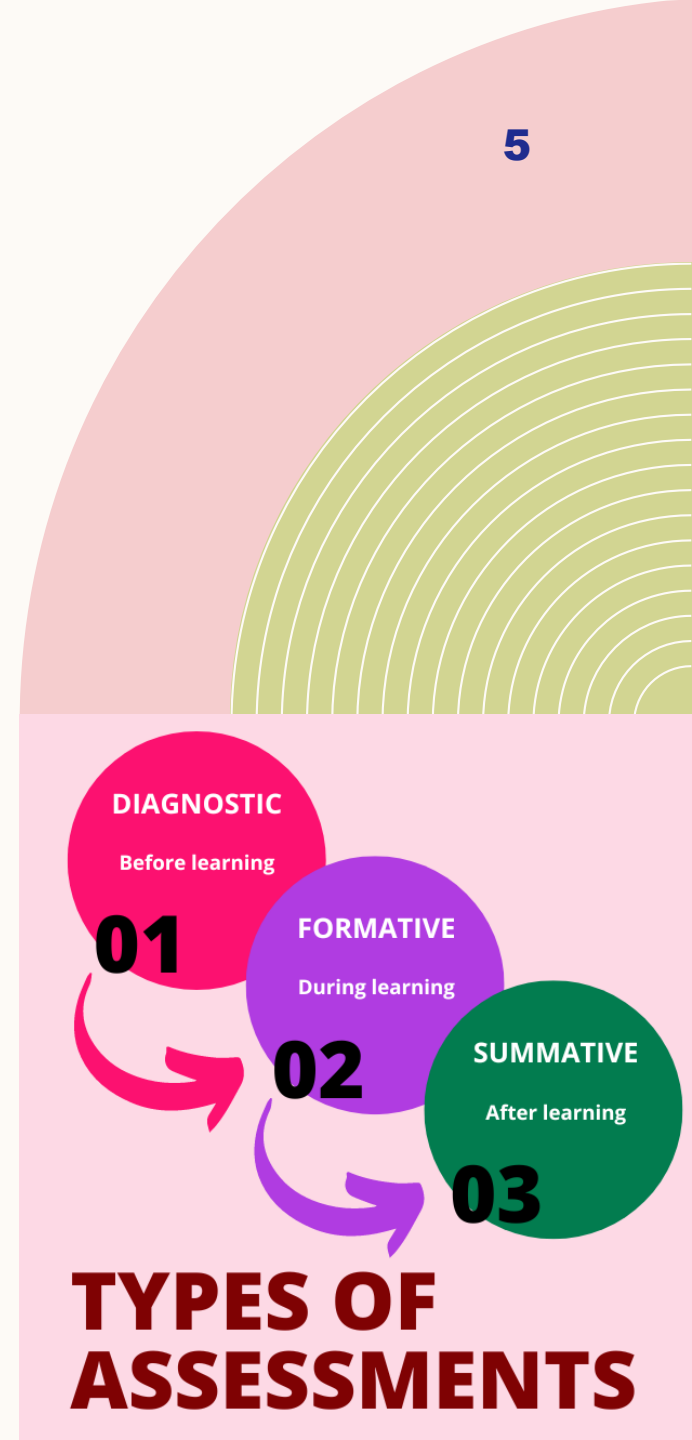 5
DIAGNOSTIC
Before learning
01
FORMATIVE
During learning
02
SUMMATIVE
After learning
03
TYPES OF
ASSESSMENTS